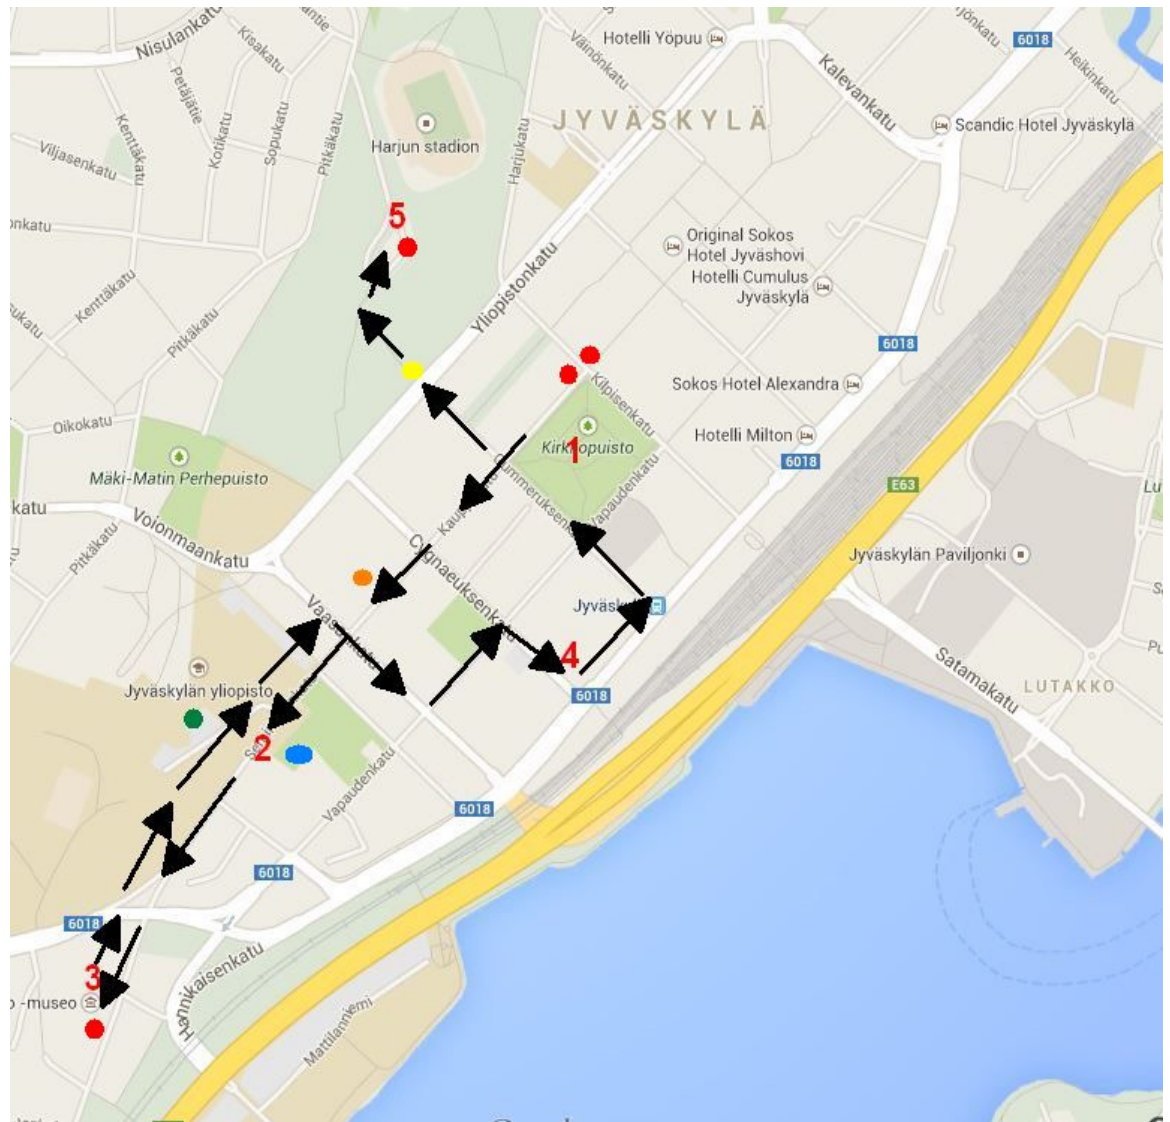 Nisulankatu
Kisakatu
Petäjätie
Kenttäkatu
Kotikatu
Sopukatu
Pitkäkatu
Viljasenkatu
Väinönkatu
Hotelli Yöpuu
6018
Heikinkatu
Kalevankatu
Harjun stadion
Harjukatu
JYVÄSKYLÄ
Scandic Hotel Jyväskylä
5
Original Sokos
Hotel Jyväshovi
Hotelli Cumulus
Jyväskylä
Kenttäkatu
Pitkäkatu
Yliopistonkatu
6018
Kilpisenkatu
Sokos Hotel Alexandra
Oikokatu
Hotelli Milton
1
6018
Mäki-Matin Perhepuisto
Vapaudenkatu
E63
katu
Voionmaankatu
Pitkäkatu
Cygnaeuksenkatu
Jyväskylän Paviljonki
4
6018
Satamakatu
LUTAKKO
Jyväskylän yliopisto
2
Vapaudenkatu
6018
6018
6018
Hannikaisenkatu
3
-museo
Mattilanniemi